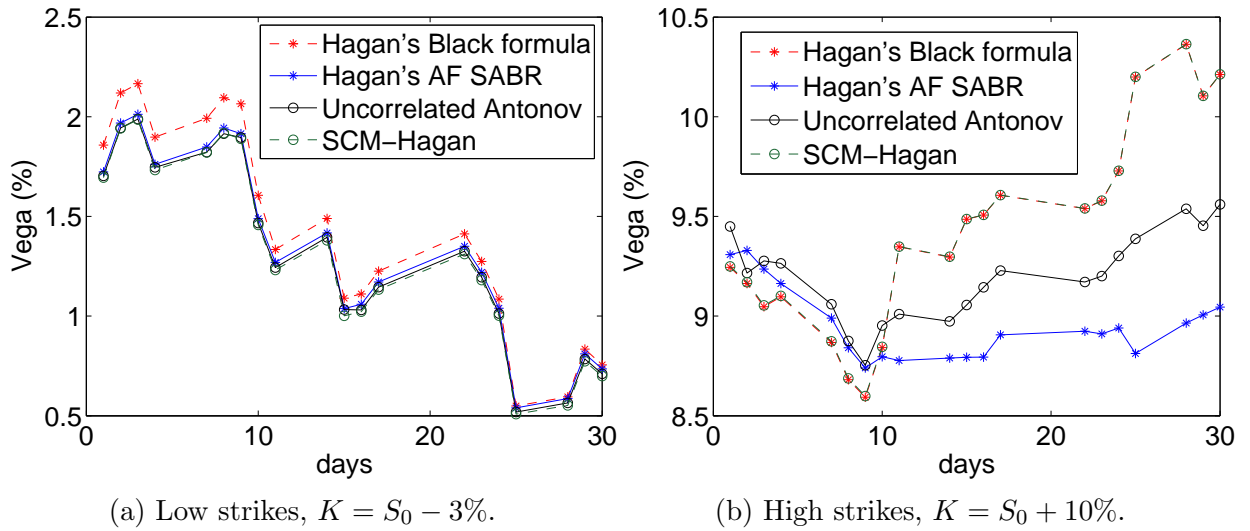 2.5
2
1.5
1
0.5
0
10
20
30
Vega (%)
days
Hagan's Black formula
Hagan's AF SABR
Uncorrelated Antonov
SCM−Hagan
(a) Low strikes, K = S₀ − 3%.
10.5
10
9.5
9
8.5
0
10
20
30
Vega (%)
days
Hagan's Black formula
Hagan's AF SABR
Uncorrelated Antonov
SCM−Hagan
(b) High strikes, K = S₀ + 10%.